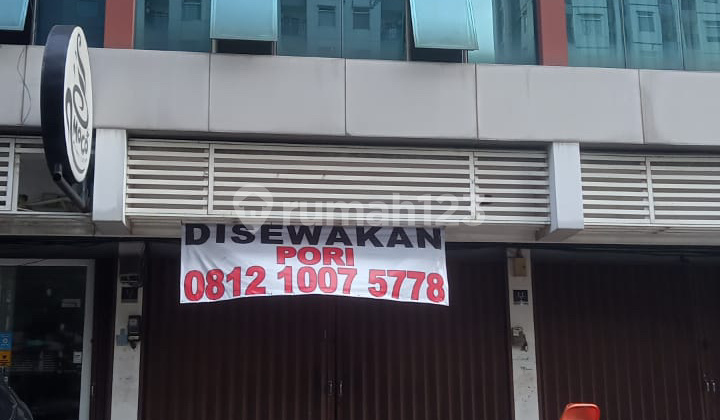 rumah123
DISEWAKAN
PORI
0812 1007 5778